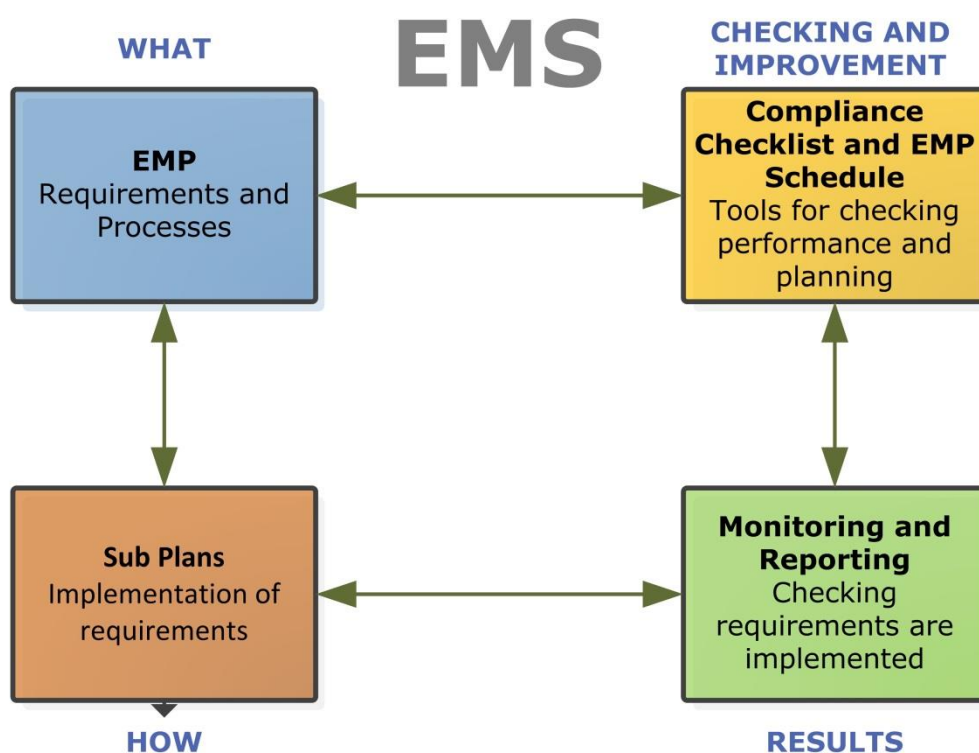 WHAT
EMS
CHECKING AND
IMPROVEMENT
EMP
Requirements and
Processes
Compliance
Checklist and EMP
Schedule
Tools for checking
performance and
planning
Sub Plans
Implementation of
requirements
Monitoring and
Reporting
Checking
requirements are
implemented
HOW
RESULTS